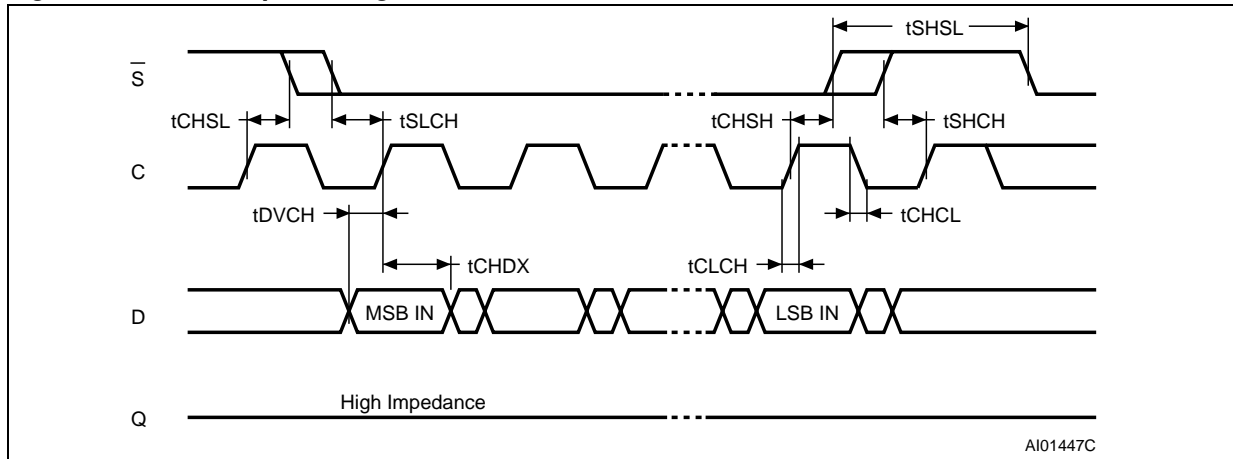 tSHSL
S
tCHSL
tSLCH
tCHSH
tSHCH
C
tDVCH
tCHCL
tCHDX
tCLCH
D
MSB IN
LSB IN
High Impedance
Q
AI01447C